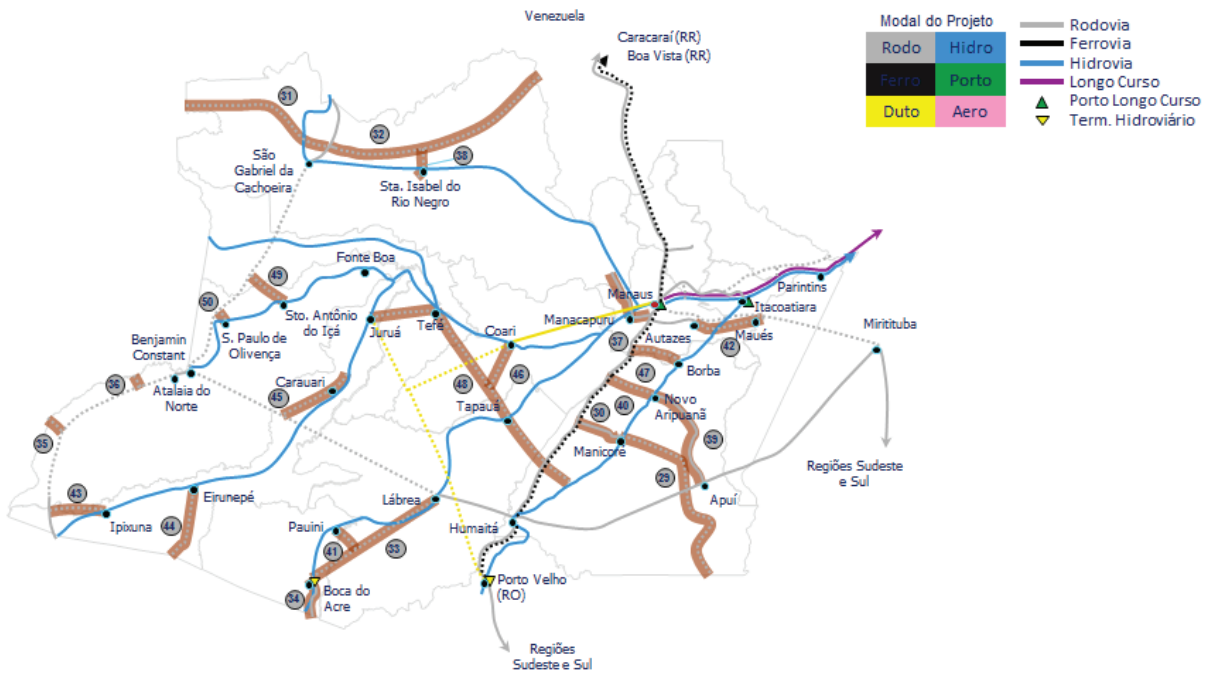 Venezuela
Caracaraí (RR)
Boa Vista (RR)
Modal do Projeto
Rodo
Hidro
Ferro
Porto
Duto
Aero
Rodovia
Ferrovia
Hidrovia
Longo Curso
Porto Longo Curso
Term. Hidroviário
31
32
38
São
Gabriel da
Cachoeira
Sta. Isabel do
Rio Negro
Fonte Boa
49
50
Sto. Antônio
do Içá
S. Paulo de
Olivença
Benjamin
Constant
Atalaia do
Norte
36
35
Juruá
Tefé
Coari
Manaus
Manacapuru
Parintins
Itacoatiara
Autazes
Maués
42
Miritituba
37
Borba
Carauari
45
46
48
Tapauá
47
Novo
Aripuanã
30
40
Manicoré
39
29
Apuí
Regiões Sudeste
e Sul
43
Ipixuna
Eirunepé
44
Lábrea
Pauini
41
33
Humaitá
34
Boca do
Acre
Porto Velho
(RO)
Regiões
Sudeste e Sul